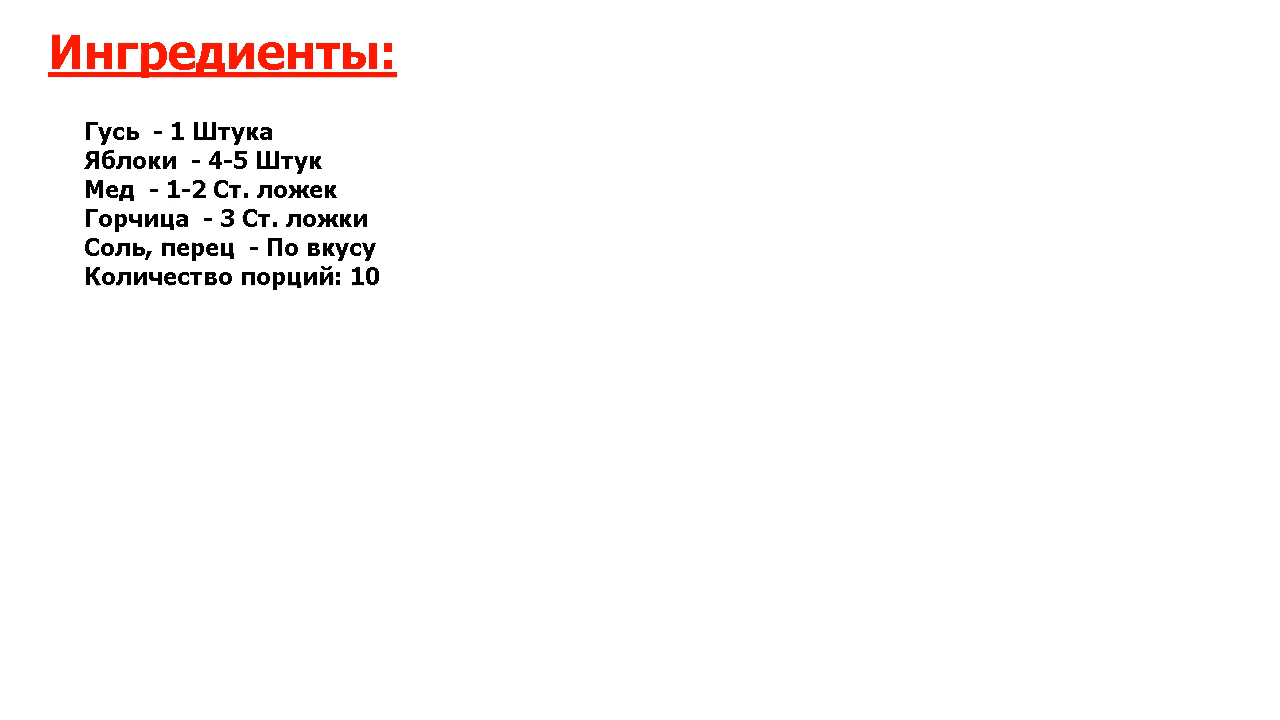 Ингредиенты:
Гусь  - 1 Штука
Яблоки  - 4-5 Штук
Мед  - 1-2 Ст. ложек
Горчица  - 3 Ст. ложки
Соль, перец  - По вкусу
Количество порций: 10